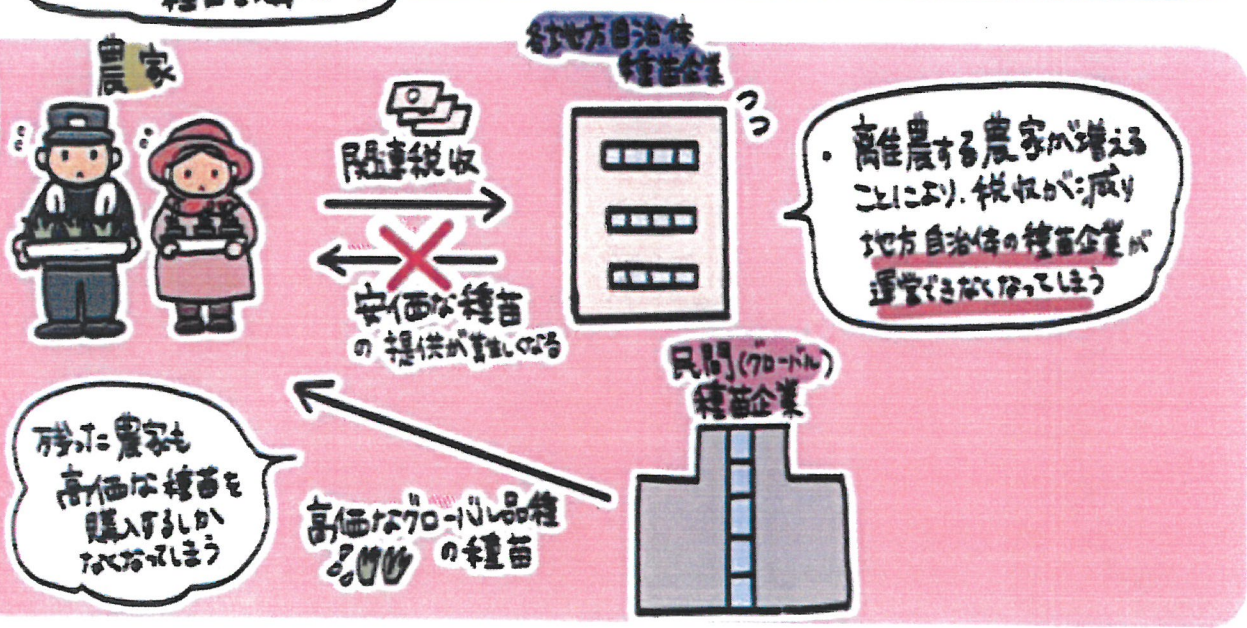 農家
各地方自治体
種苗企業
関連税収
安価な種苗
の提供が難しくなる
・離農する農家が増える
ことにより、税収が減り
地方自治体の種苗企業が
運営できなくなってしまう
民間(グローバル)
種苗企業
残った農家も
高価な種苗を
購入するしか
なくなってしまう
高価なグローバル品種
の種苗